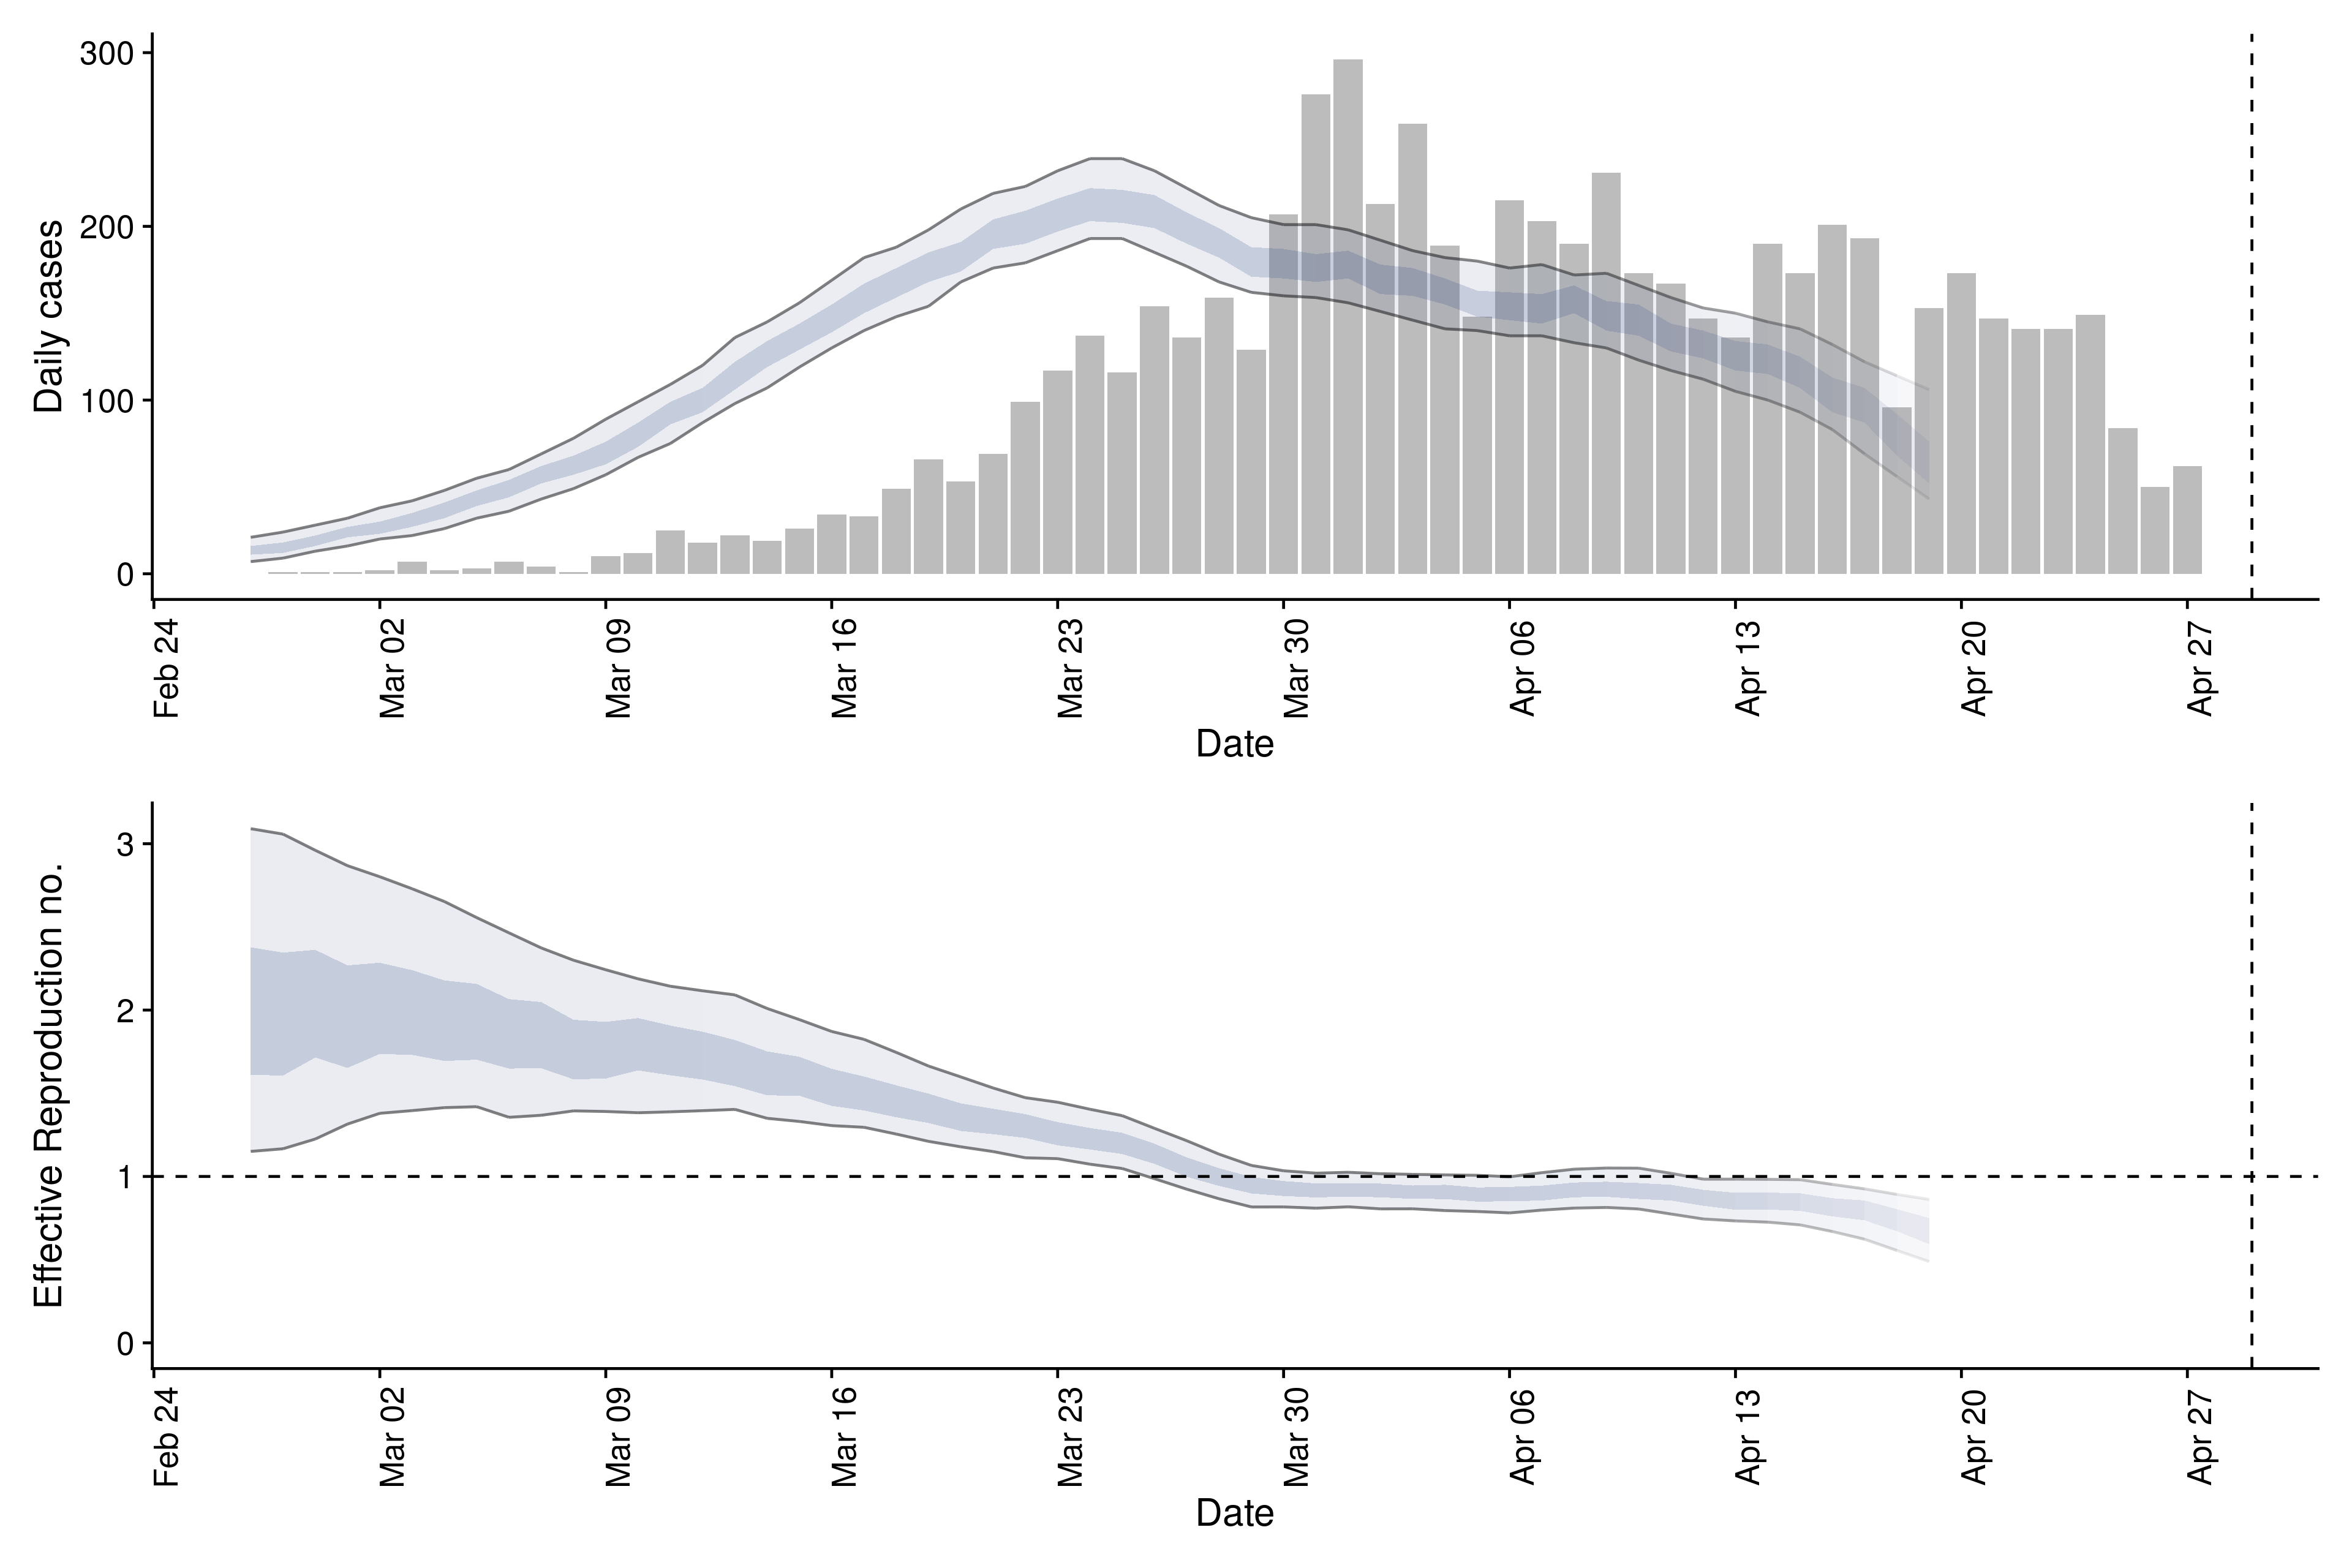 300
200
100
0
Daily cases
Feb 24
Mar 02
Mar 09
Mar 16
Mar 23
Mar 30
Apr 06
Apr 13
Apr 20
Apr 27
Date
3
2
1
0
Effective Reproduction no.
Feb 24
Mar 02
Mar 09
Mar 16
Mar 23
Mar 30
Apr 06
Apr 13
Apr 20
Apr 27
Date